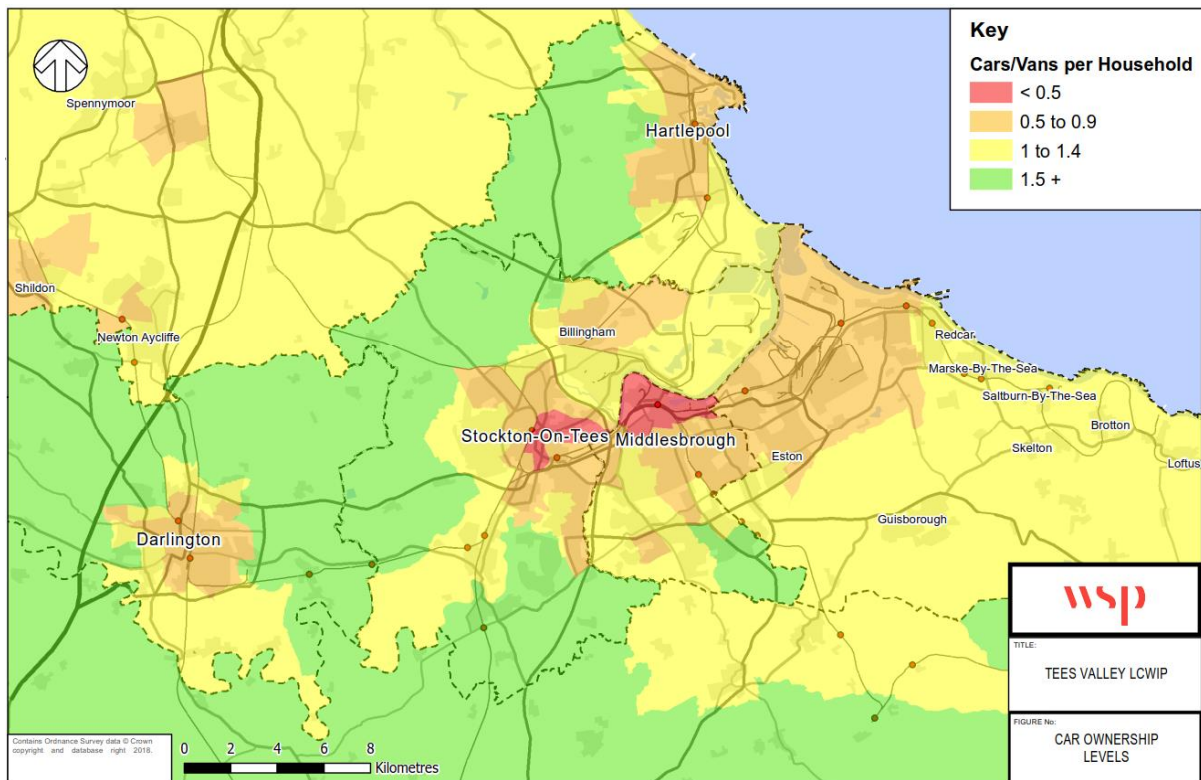 Key
Cars/Vans per Household
< 0.5
0.5 to 0.9
1 to 1.4
1.5 +
Spennymoor
Hartlepool
Shildon
Newton Aycliffe
Billingham
Redcar
Marske-By-The-Sea
Saltburn-By-The-Sea
Stockton-On-Tees
Middlesbrough
Brotton
Eston
Skelton
Loftus
Guisborough
Darlington
wsp
TITLE:
TEES VALLEY LCWIP
FIGURE No:
CAR OWNERSHIP
LEVELS
Contains Ordnance Survey data © Crown
copyright and database right 2018.
0 2 4 6 8
Kilometres